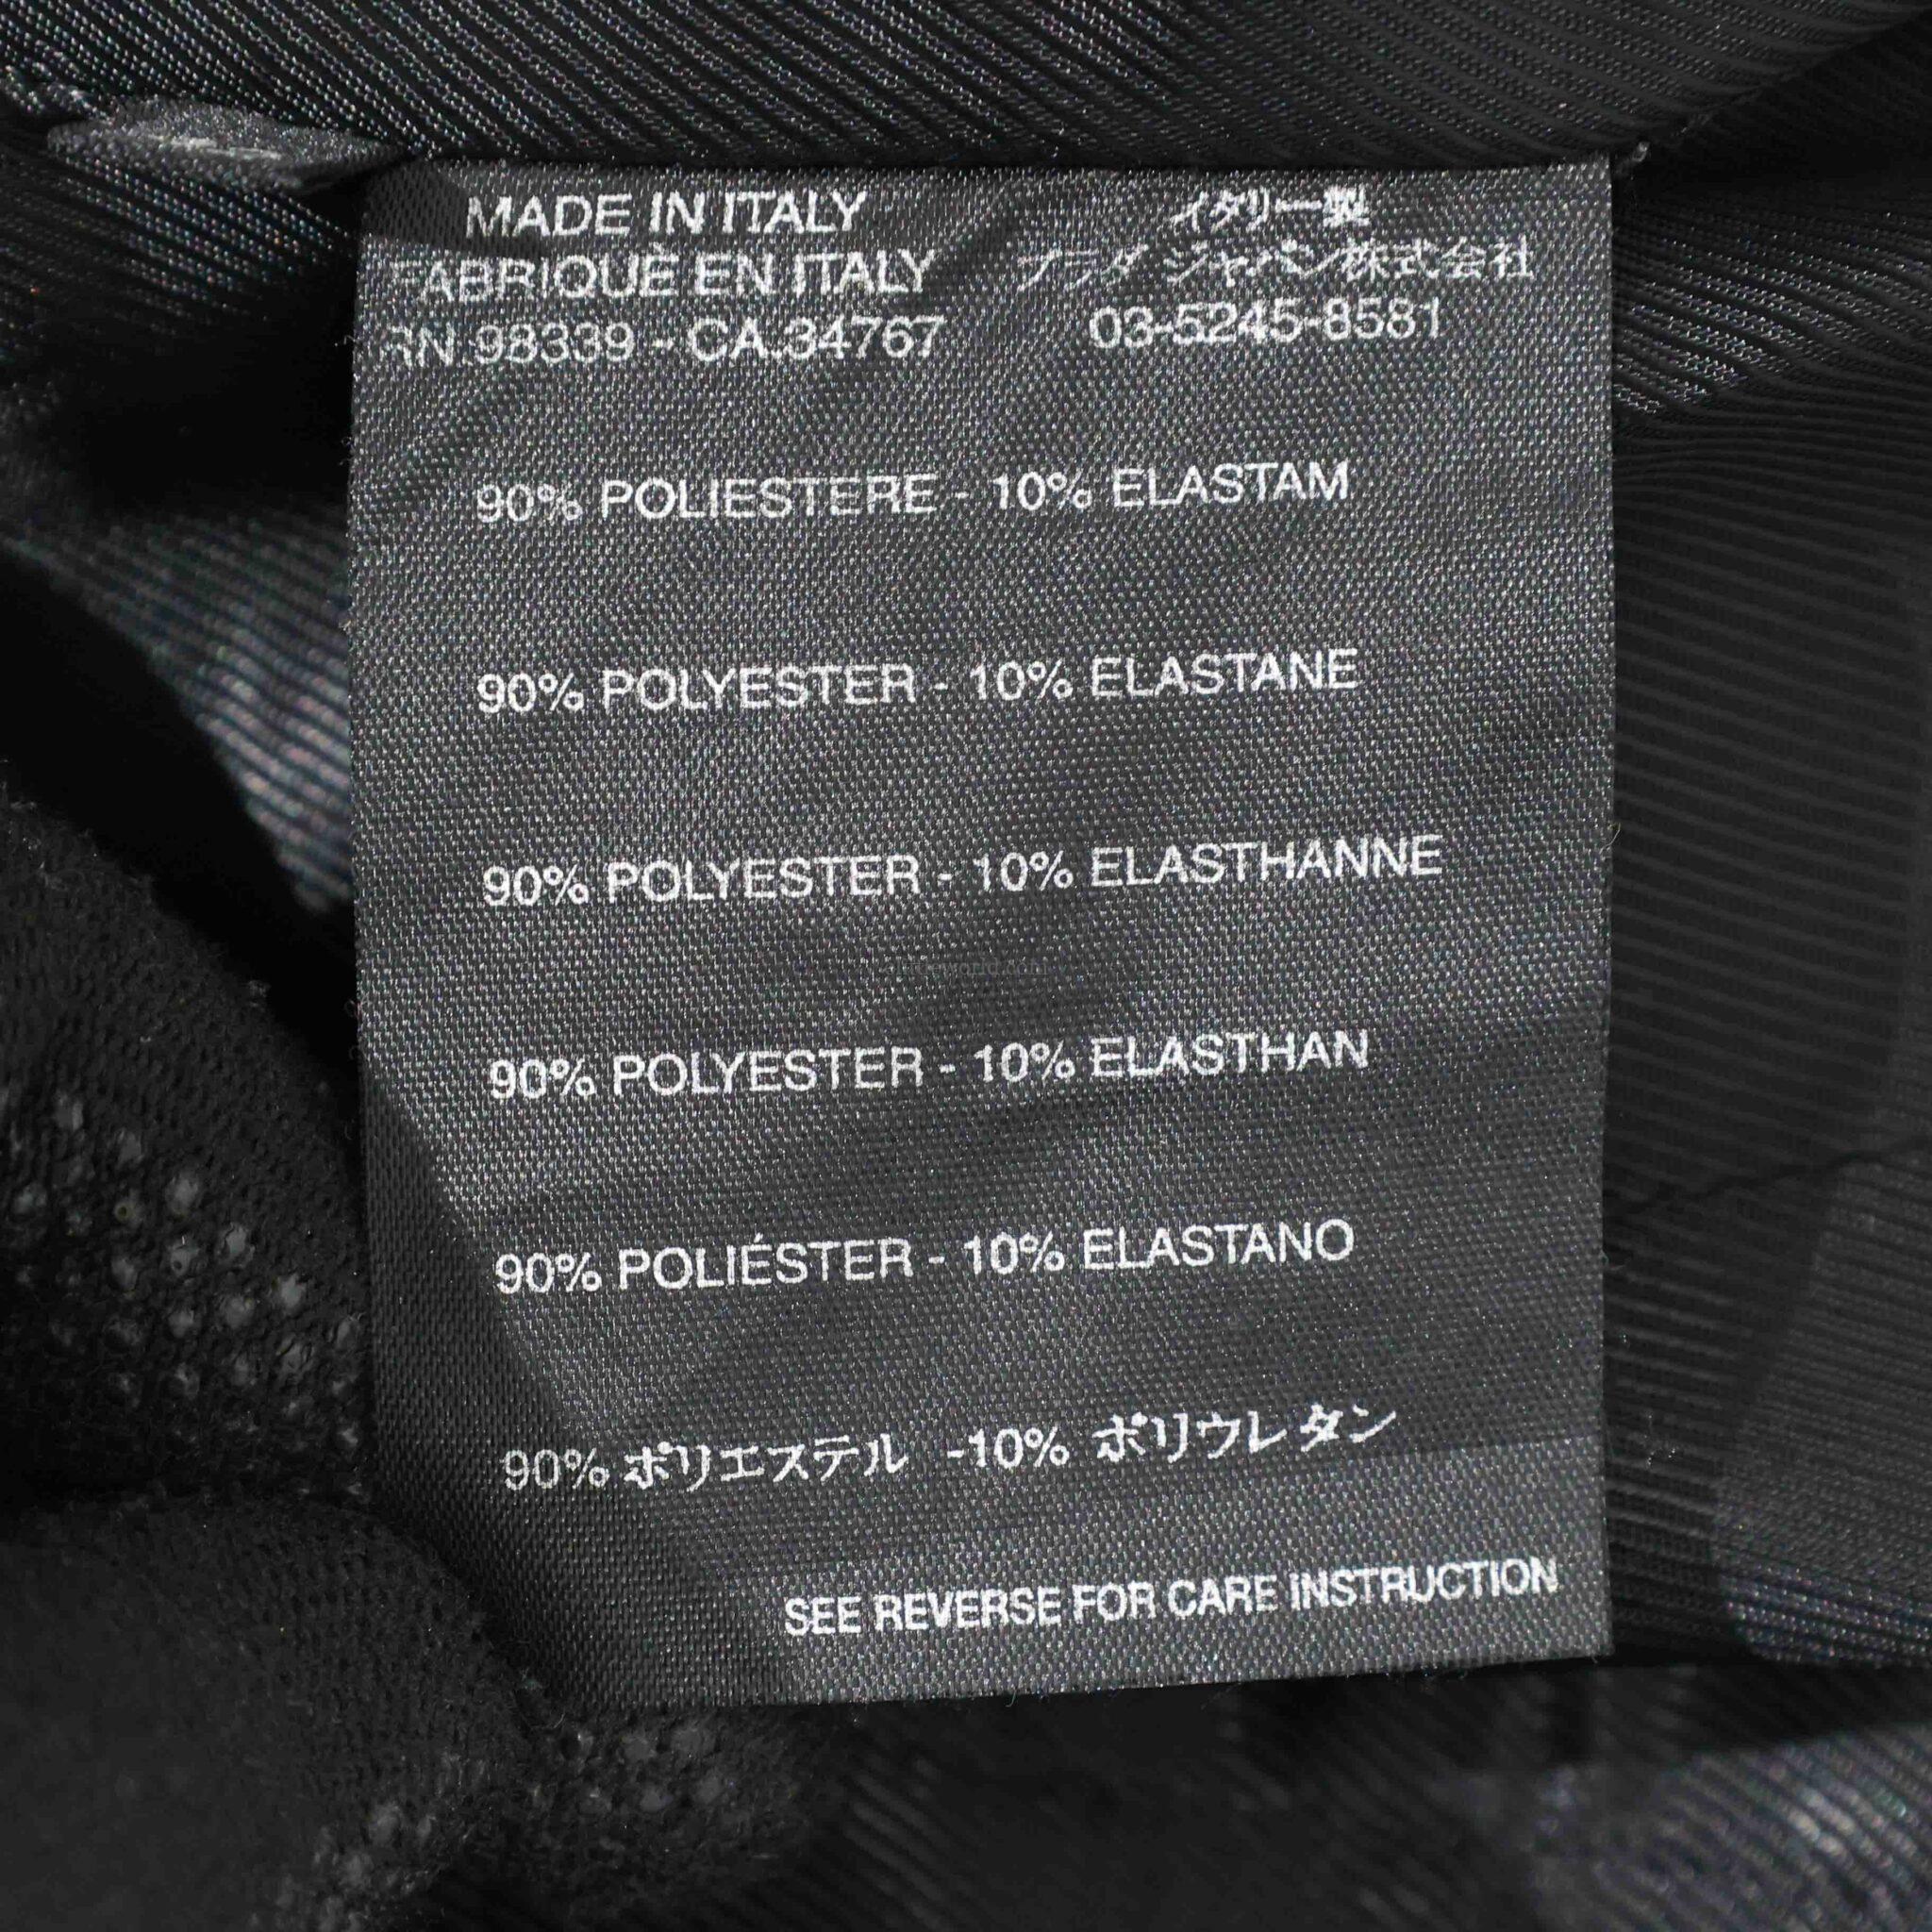 MADE IN ITALY
FABRIQUÉ EN ITALY
RN.98339 - CA.34767
イタリー製
プラダ ジャパン株式会社
03-5245-8581
90% POLIESTERE - 10% ELASTAM
90% POLYESTER - 10% ELASTANE
90% POLYESTER - 10% ELASTHANNE
90% POLYESTER - 10% ELASTHAN
90% POLIÉSTER - 10% ELASTANO
90% ポリエステル -10% ポリウレタン
SEE REVERSE FOR CARE INSTRUCTION